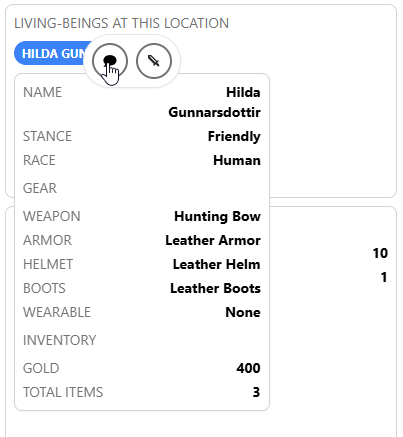 LIVING-BEINGS AT THIS LOCATION
HILDA GUN
NAME Hilda
Gunnarsdottir
STANCE Friendly
RACE Human
GEAR
WEAPON Hunting Bow
ARMOR Leather Armor
HELMET Leather Helm
BOOTS Leather Boots
WEARABLE None
INVENTORY
GOLD 400
TOTAL ITEMS 3
10
1